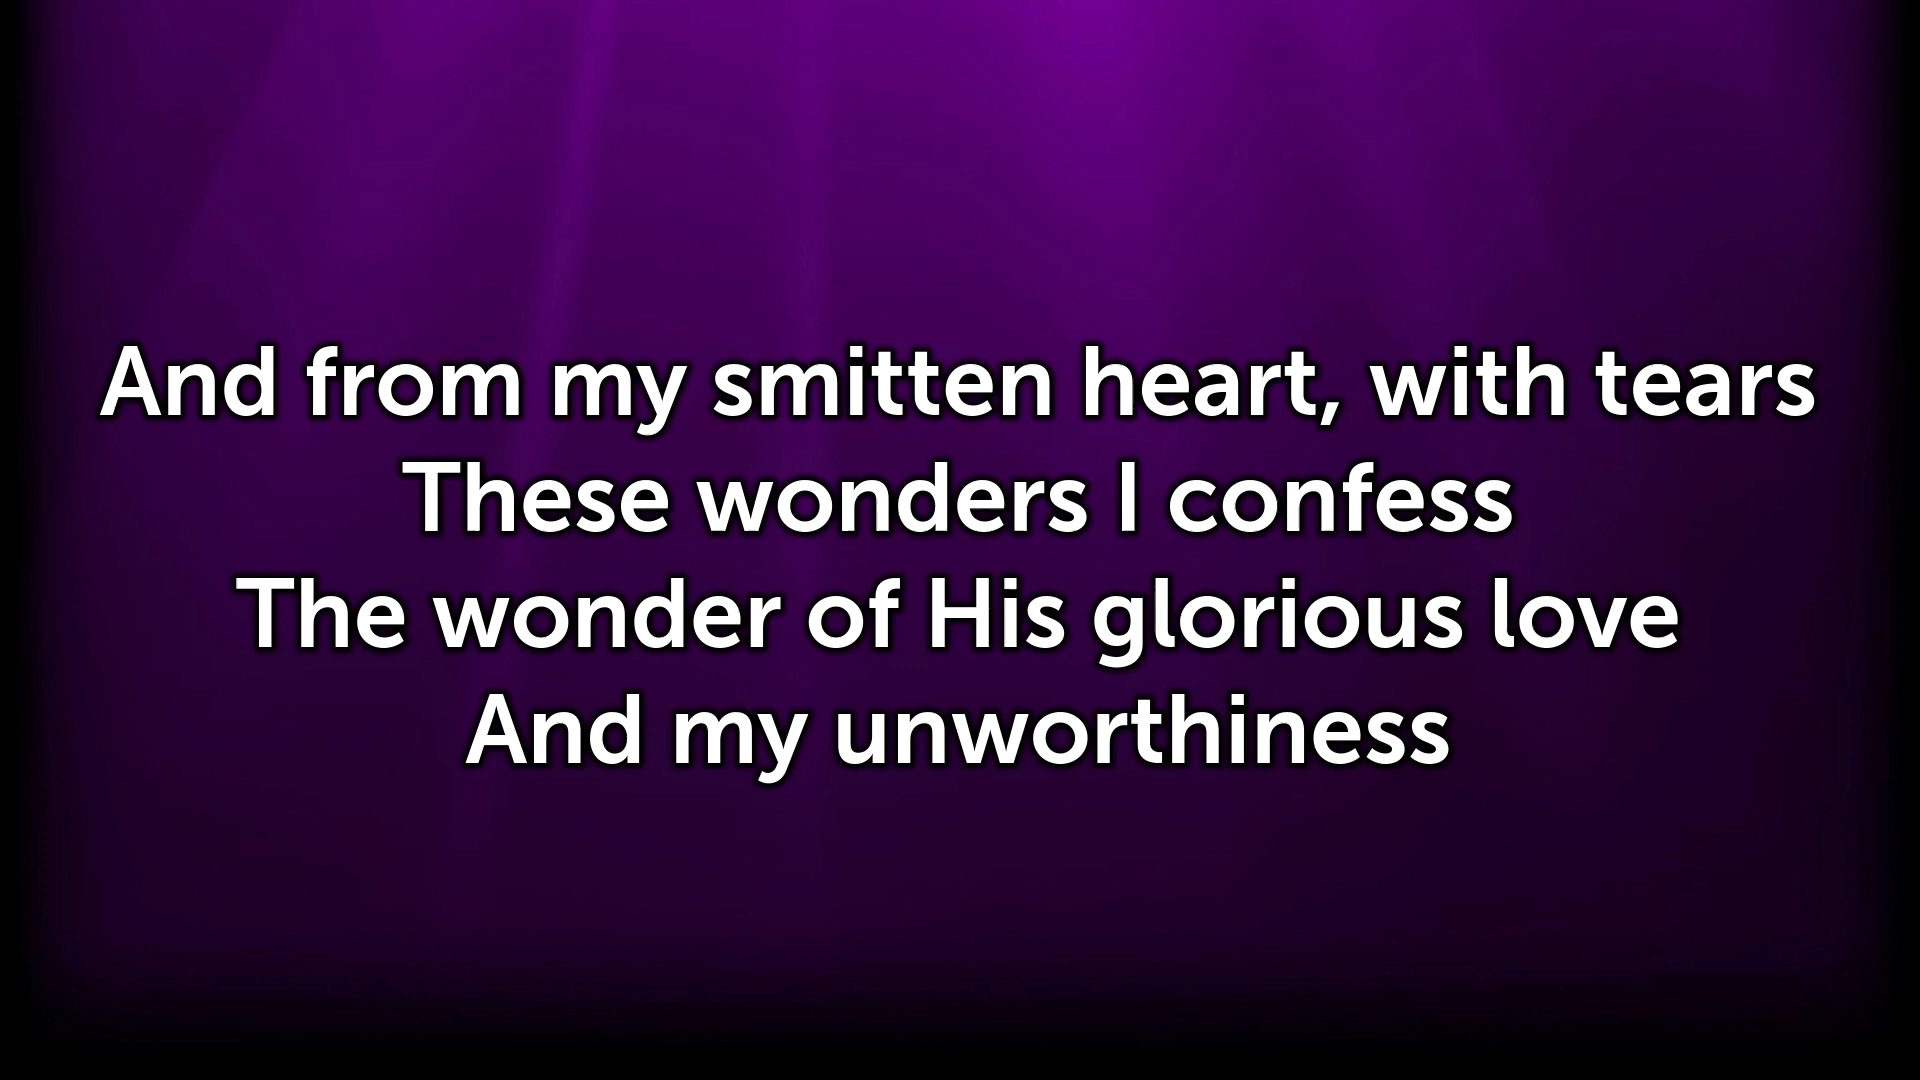 And from my smitten heart, with tears
These wonders I confess
The wonder of His glorious love
And my unworthiness